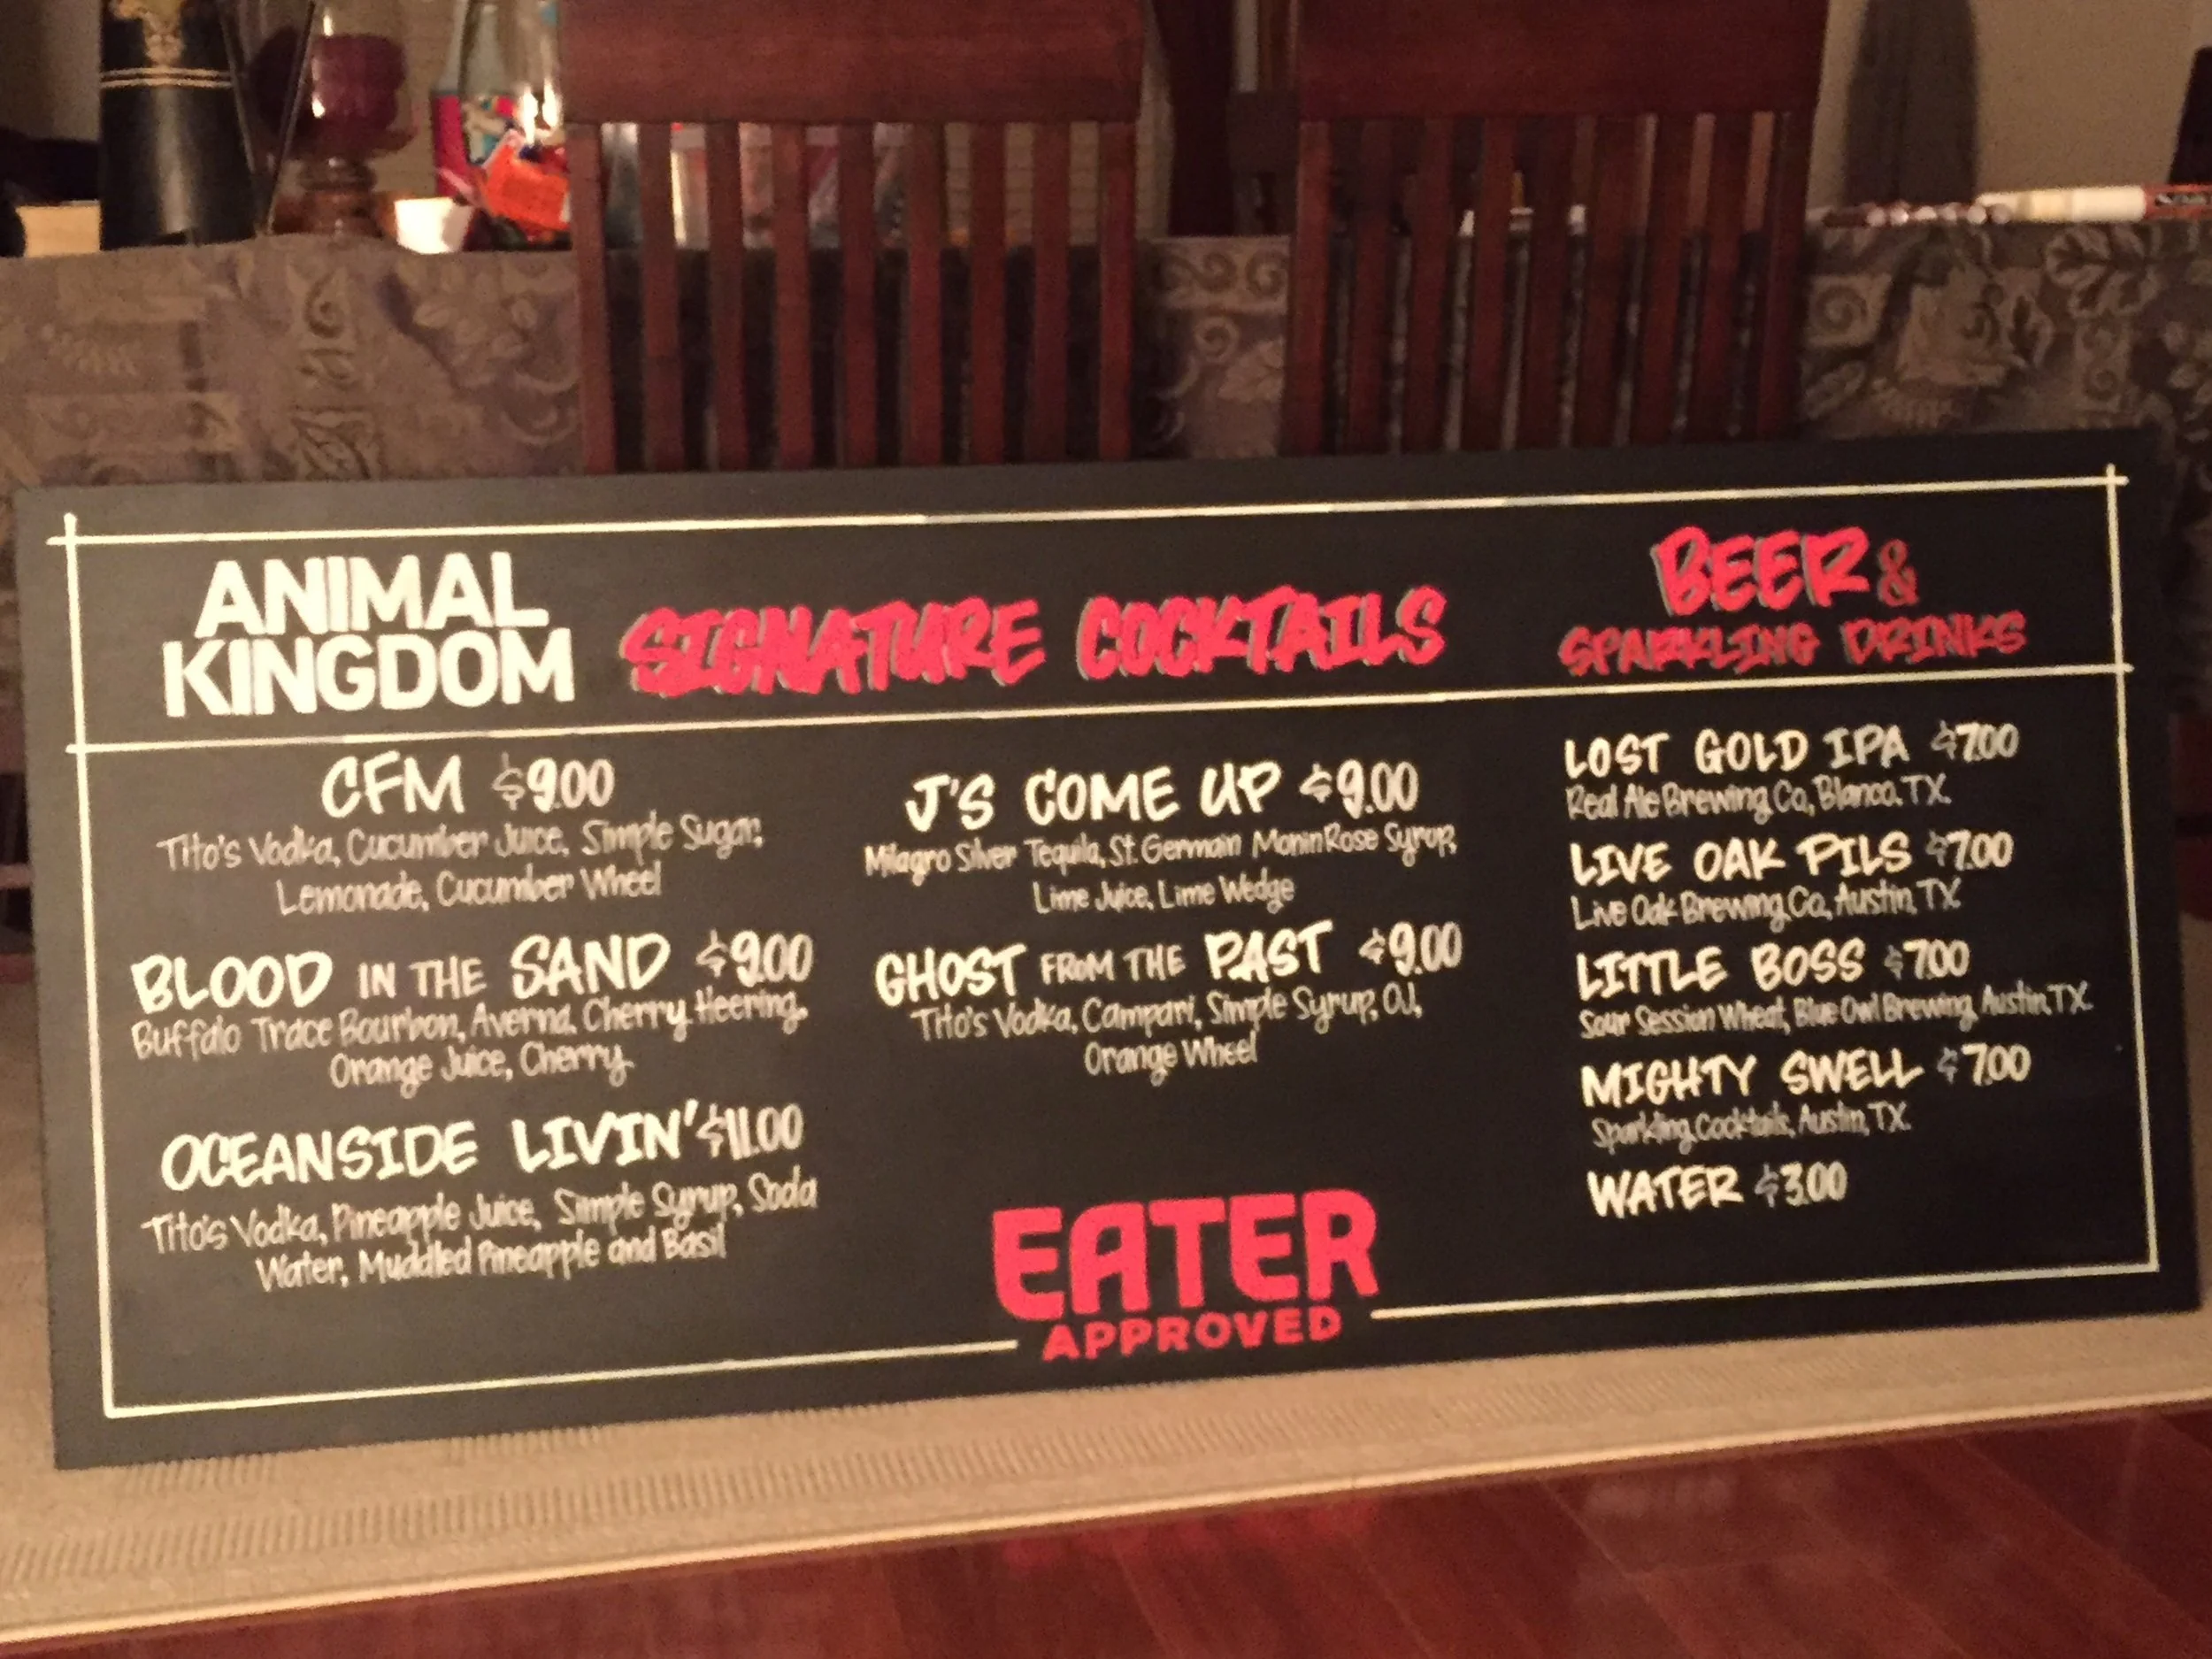 ANIMAL
KINGDOM
SIGNATURE COCKTAILS
CFM $9.00
Tito's Vodka, Cucumber Juice, Simple Sugar,
Lemonade, Cucumber Wheel
BLOOD IN THE SAND $9.00
Buffalo Trace Bourbon, Averna, Cherry Heering,
Orange Juice, Cherry
OCEANSIDE LIVIN' $11.00
Tito's Vodka, Pineapple Juice, Simple Syrup, Soda
Water, Muddled Pineapple and Basil
J'S COME UP $9.00
Milagro Silver Tequila, St. Germain Monin Rose Syrup,
Lime Juice, Lime Wedge
GHOST FROM THE PAST $9.00
Tito's Vodka, Campari, Simple Syrup, OJ,
Orange Wheel
EATER
APPROVED
BEER &
SPARKLING DRINKS
LOST GOLD IPA $7.00
Real Ale Brewing Co, Blanco, TX.
LIVE OAK PILS $7.00
Live Oak Brewing Co, Austin, TX
LITTLE BOSS $7.00
Sour Session Wheat, Blue Owl Brewing, Austin, TX.
MIGHTY SWELL $7.00
Sparkling Cocktails, Austin, TX.
WATER $3.00